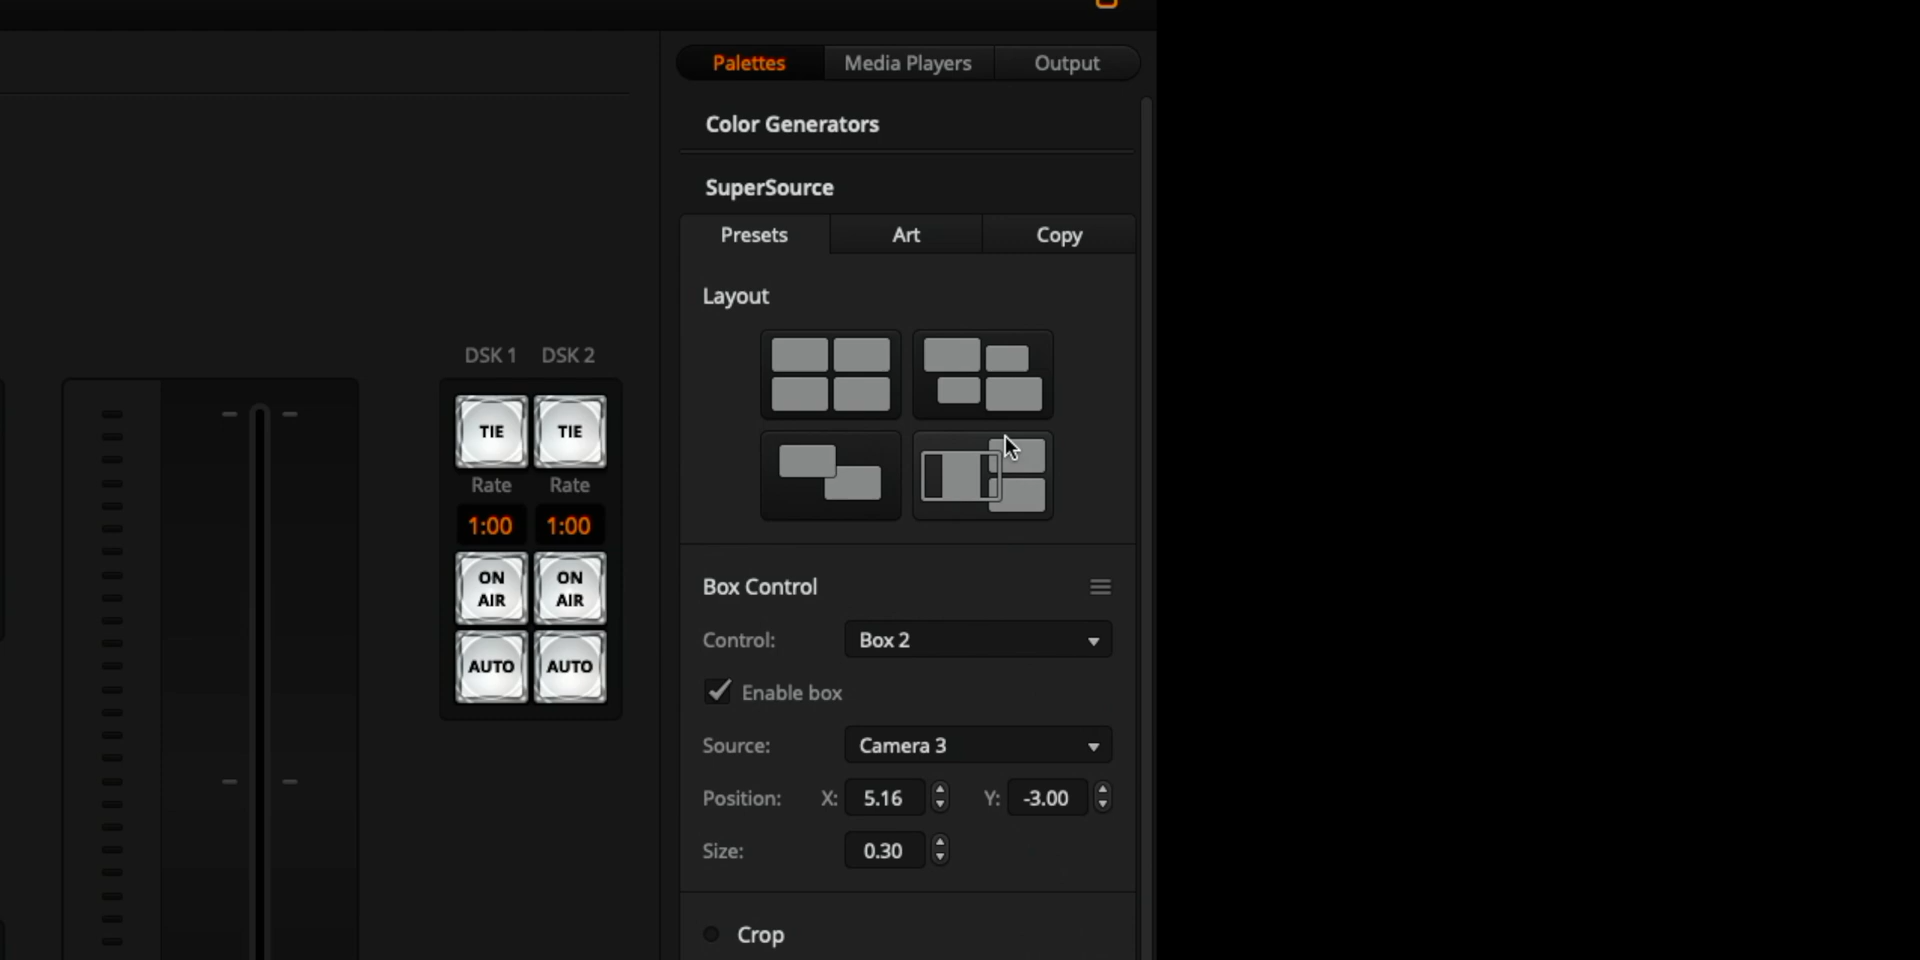 Palettes Media Players Output
Color Generators
SuperSource
Presets Art Copy
Layout
DSK 1 DSK 2
TIE TIE
Rate Rate
1:00 1:00
ON AIR ON AIR
AUTO AUTO
Box Control
Control: Box 2
Enable box
Source: Camera 3
Position: X: 5.16 Y: -3.00
Size: 0.30
Crop